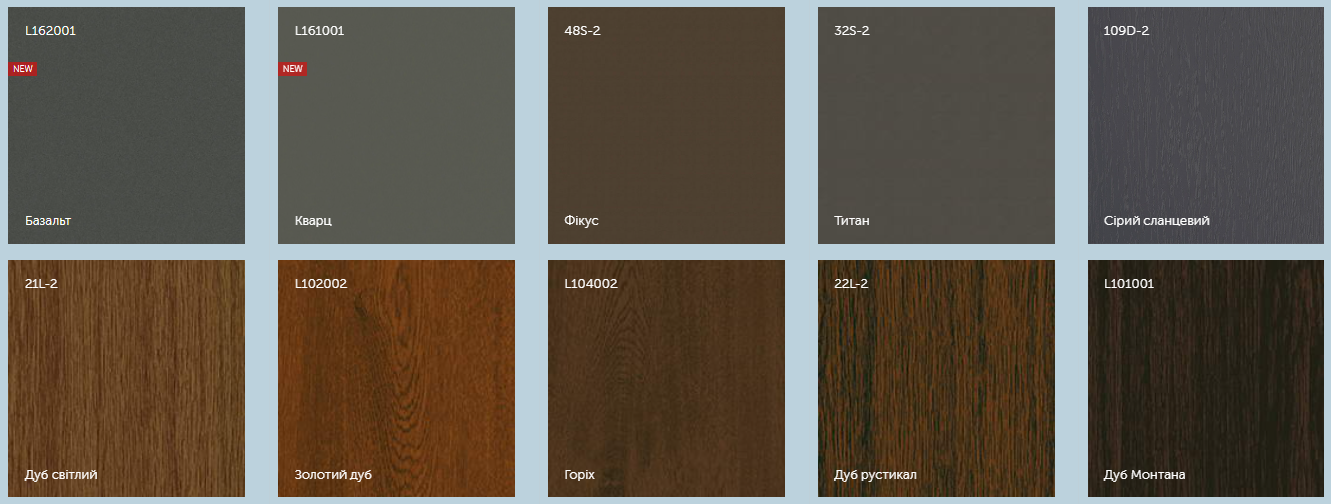 L162001
NEW
Базальт
L161001
NEW
Кварц
48S-2
Фікус
32S-2
Титан
109D-2
Сірий сланцевий
21L-2
Дуб світлий
L102002
Золотий дуб
L104002
Горіх
22L-2
Дуб рустикал
L101001
Дуб Монтана